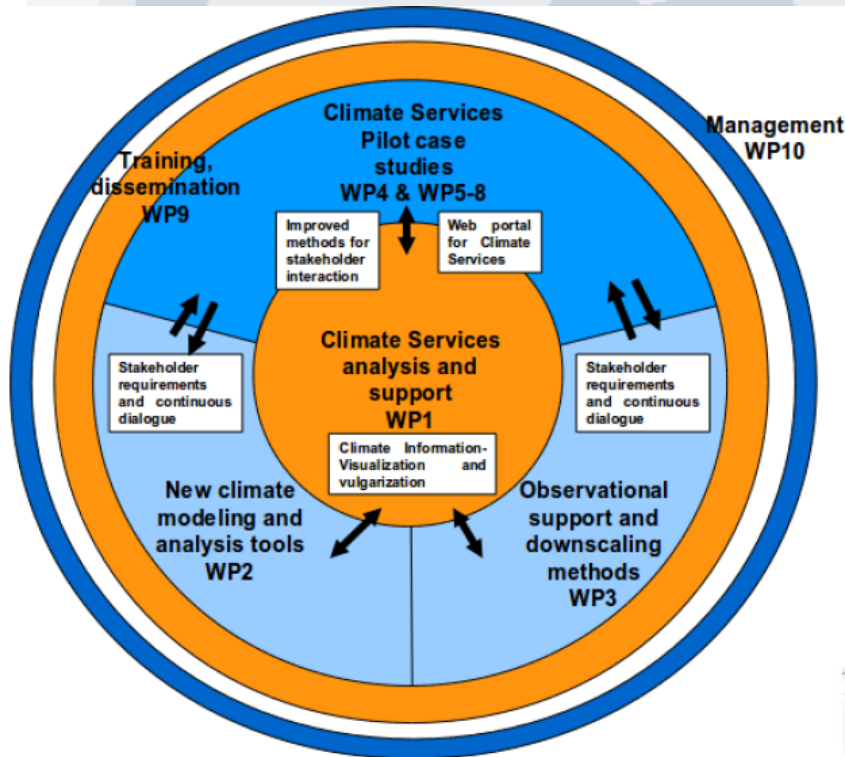 Climate Services
Pilot case
studies
WP4 & WP5-8
Management
WP10
Training,
dissemination
WP9
Improved
methods for
stakeholder
interaction
Web portal
for Climate
Services
Climate Services
analysis and
support
WP1
Stakeholder
requirements
and continuous
dialogue
Stakeholder
requirements
and continuous
dialogue
Climate Information-
Visualization and
vulgarization
New climate
modeling and
analysis tools
WP2
Observational
support and
downscaling
methods
WP3